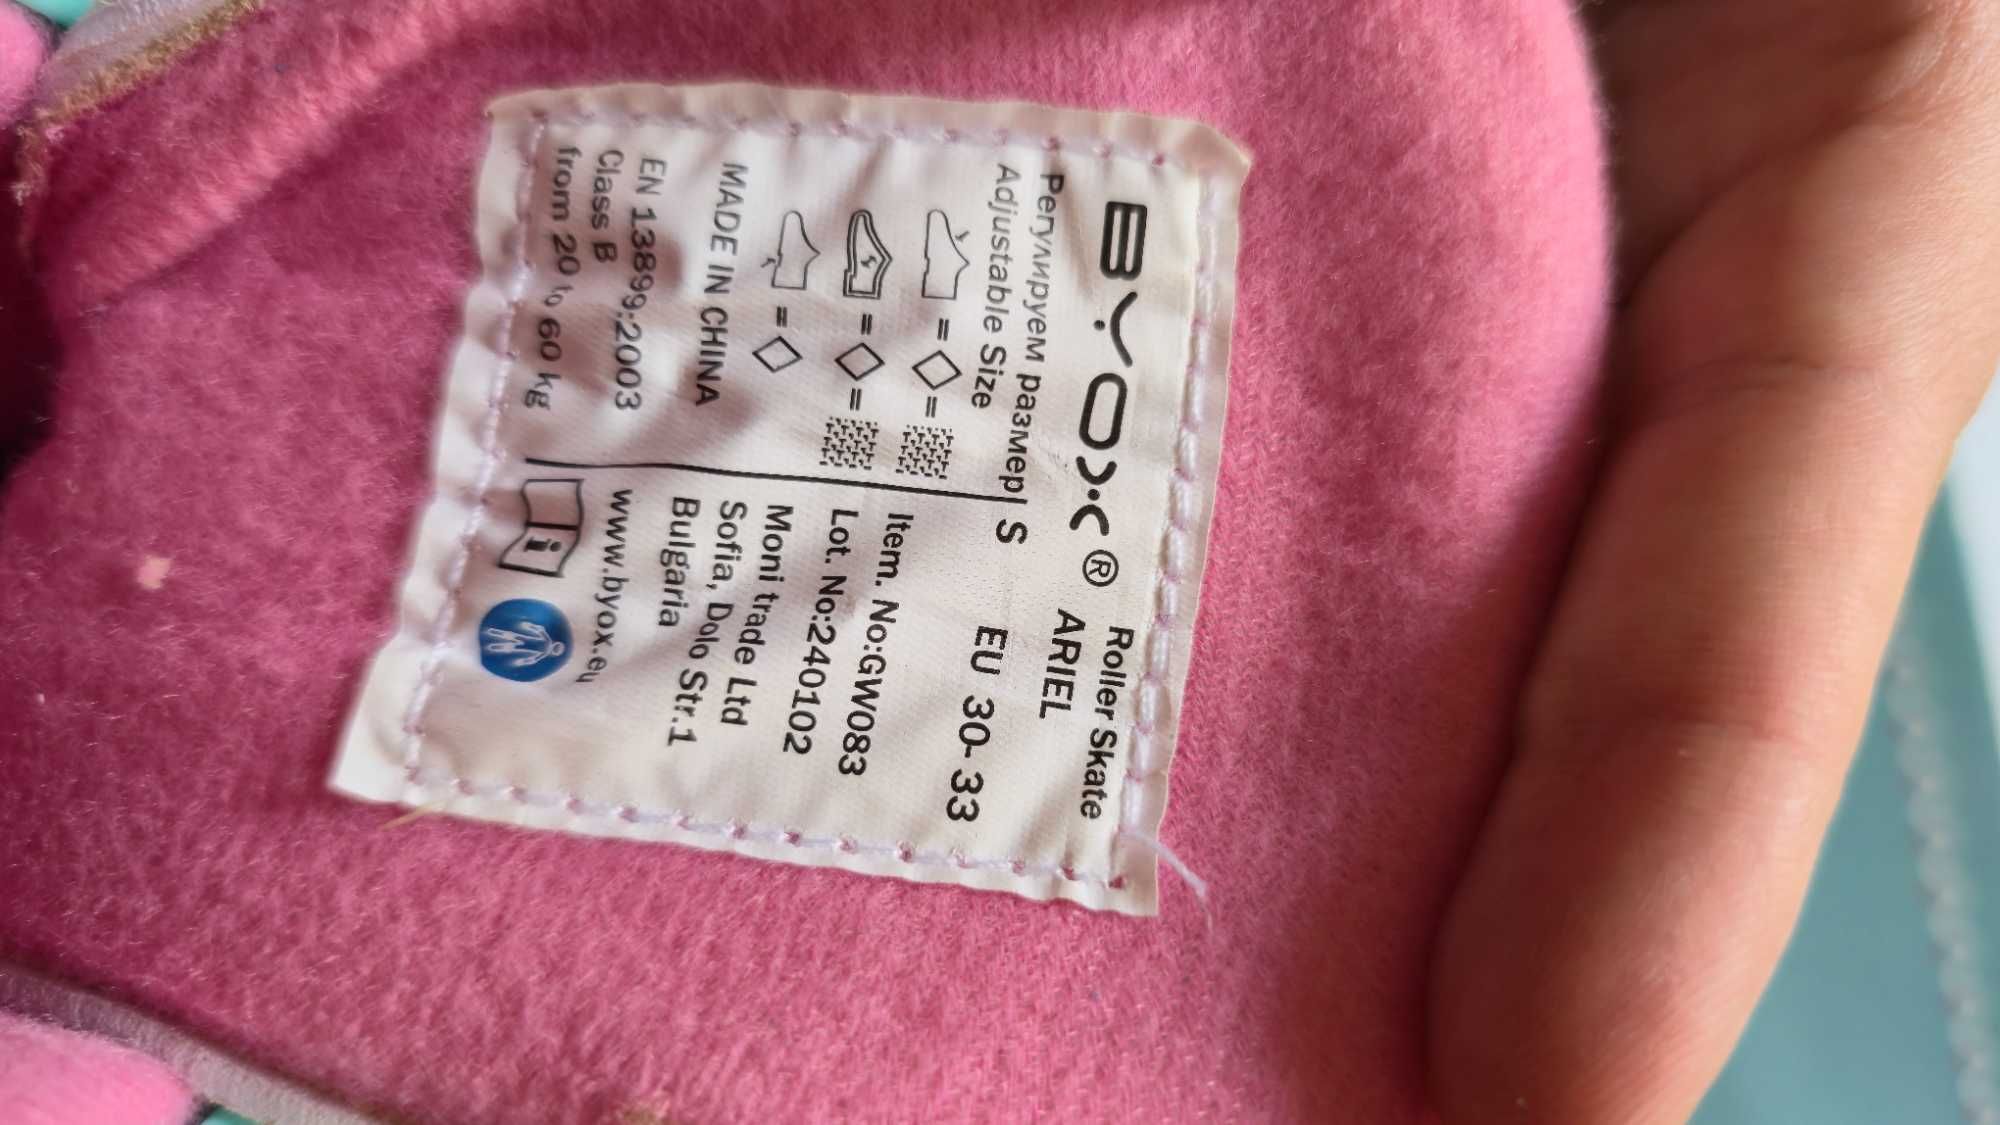 BYOX® Roller Skate
ARIEL
Регулируем размер
Adjustable Size
S EU 30-33
= ◇ =
= ◇ =
= ◇
MADE IN CHINA
EN 13899:2003
Class B
from 20 to 60 kg
Item. No:GW083
Lot. No:240102
Moni trade Ltd
Sofia, Dolo Str.1
Bulgaria
www.byox.eu
i